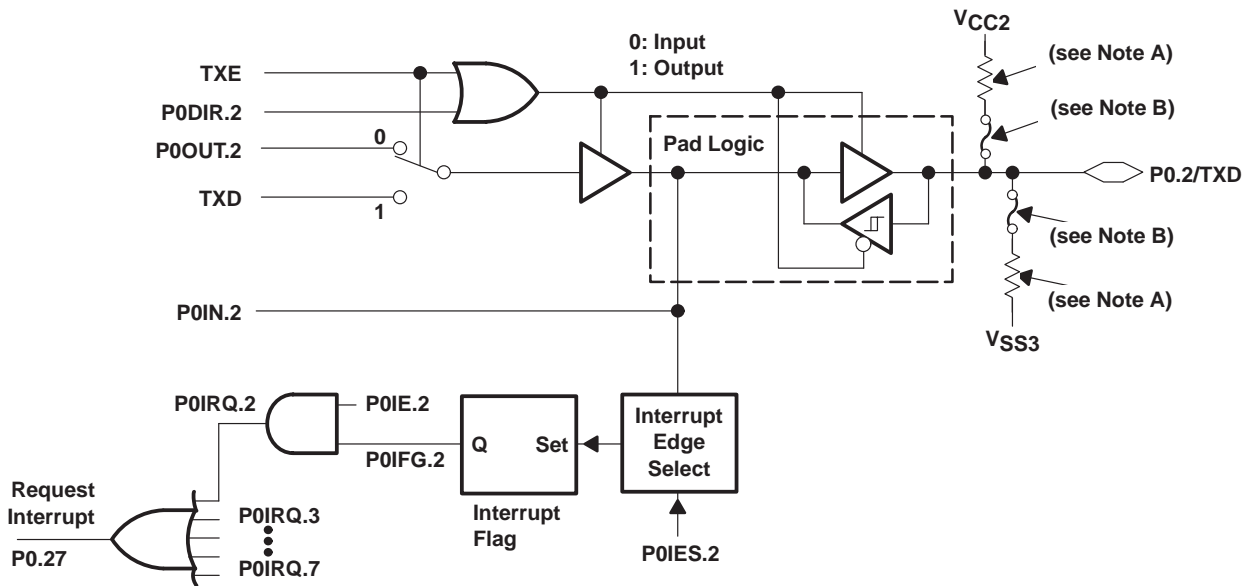 VCC2
(see Note A)
(see Note B)
0: Input
1: Output
TXE
P0DIR.2
P0OUT.2
0
TXD
1
Pad Logic
P0.2/TXD
(see Note B)
(see Note A)
VSS3
P0IN.2
P0IRQ.2
P0IE.2
P0IFG.2
Q
Set
Interrupt
Flag
Interrupt
Edge
Select
P0IES.2
Request
Interrupt
P0.27
P0IRQ.3
P0IRQ.7